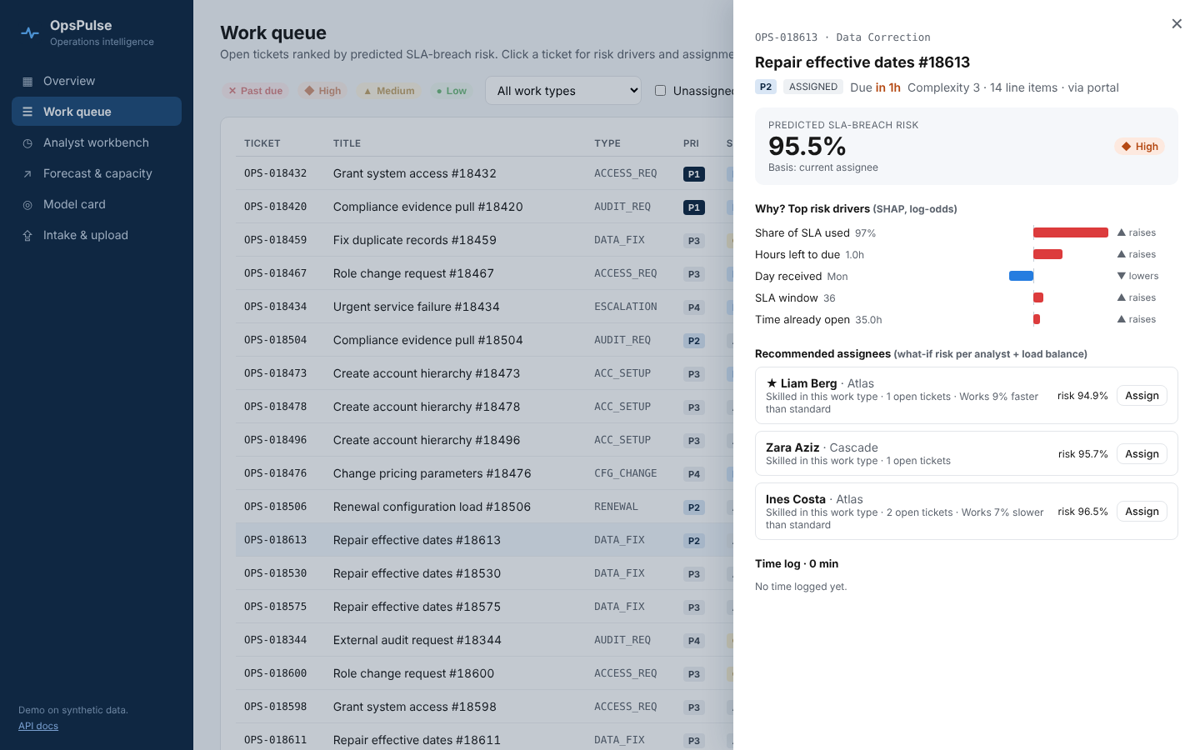 OpsPulse
Operations intelligence
Overview
Work queue
Analyst workbench
Forecast & capacity
Model card
Intake & upload
Demo on synthetic data.
API docs
Work queue
Open tickets ranked by predicted SLA-breach risk. Click a ticket for risk drivers and assignme
✕ Past due ◆ High ▲ Medium ● Low All work types Unassigned
TICKET TITLE TYPE PRI S
OPS-018432 Grant system access #18432 ACCESS_REQ P1
OPS-018420 Compliance evidence pull #18420 AUDIT_REQ P1
OPS-018459 Fix duplicate records #18459 DATA_FIX P3
OPS-018467 Role change request #18467 ACCESS_REQ P3
OPS-018434 Urgent service failure #18434 ESCALATION P4
OPS-018504 Compliance evidence pull #18504 AUDIT_REQ P2
OPS-018473 Create account hierarchy #18473 ACC_SETUP P3
OPS-018478 Create account hierarchy #18478 ACC_SETUP P3
OPS-018496 Create account hierarchy #18496 ACC_SETUP P3
OPS-018476 Change pricing parameters #18476 CFG_CHANGE P4
OPS-018506 Renewal configuration load #18506 RENEWAL P2
OPS-018613 Repair effective dates #18613 DATA_FIX P2
OPS-018530 Repair effective dates #18530 DATA_FIX P3
OPS-018575 Repair effective dates #18575 DATA_FIX P3
OPS-018344 External audit request #18344 AUDIT_REQ P4
OPS-018600 Role change request #18600 ACCESS_REQ P3
OPS-018598 Grant system access #18598 ACCESS_REQ P3
OPS-018611 Repair effective dates #18611 DATA_FIX P3
✕
OPS-018613 · Data Correction
Repair effective dates #18613
P2 ASSIGNED Due in 1h Complexity 3 · 14 line items · via portal
PREDICTED SLA-BREACH RISK
95.5%
◆ High
Basis: current assignee
Why? Top risk drivers (SHAP, log-odds)
Share of SLA used 97% ▲ raises
Hours left to due 1.0h ▲ raises
Day received Mon ▼ lowers
SLA window 36 ▲ raises
Time already open 35.0h ▲ raises
Recommended assignees (what-if risk per analyst + load balance)
★ Liam Berg · Atlas
Skilled in this work type · 1 open tickets · Works 9% faster
than standard
risk 94.9% Assign
Zara Aziz · Cascade
Skilled in this work type · 1 open tickets
risk 95.7% Assign
Ines Costa · Atlas
Skilled in this work type · 2 open tickets · Works 7% slower
than standard
risk 96.5% Assign
Time log · 0 min
No time logged yet.